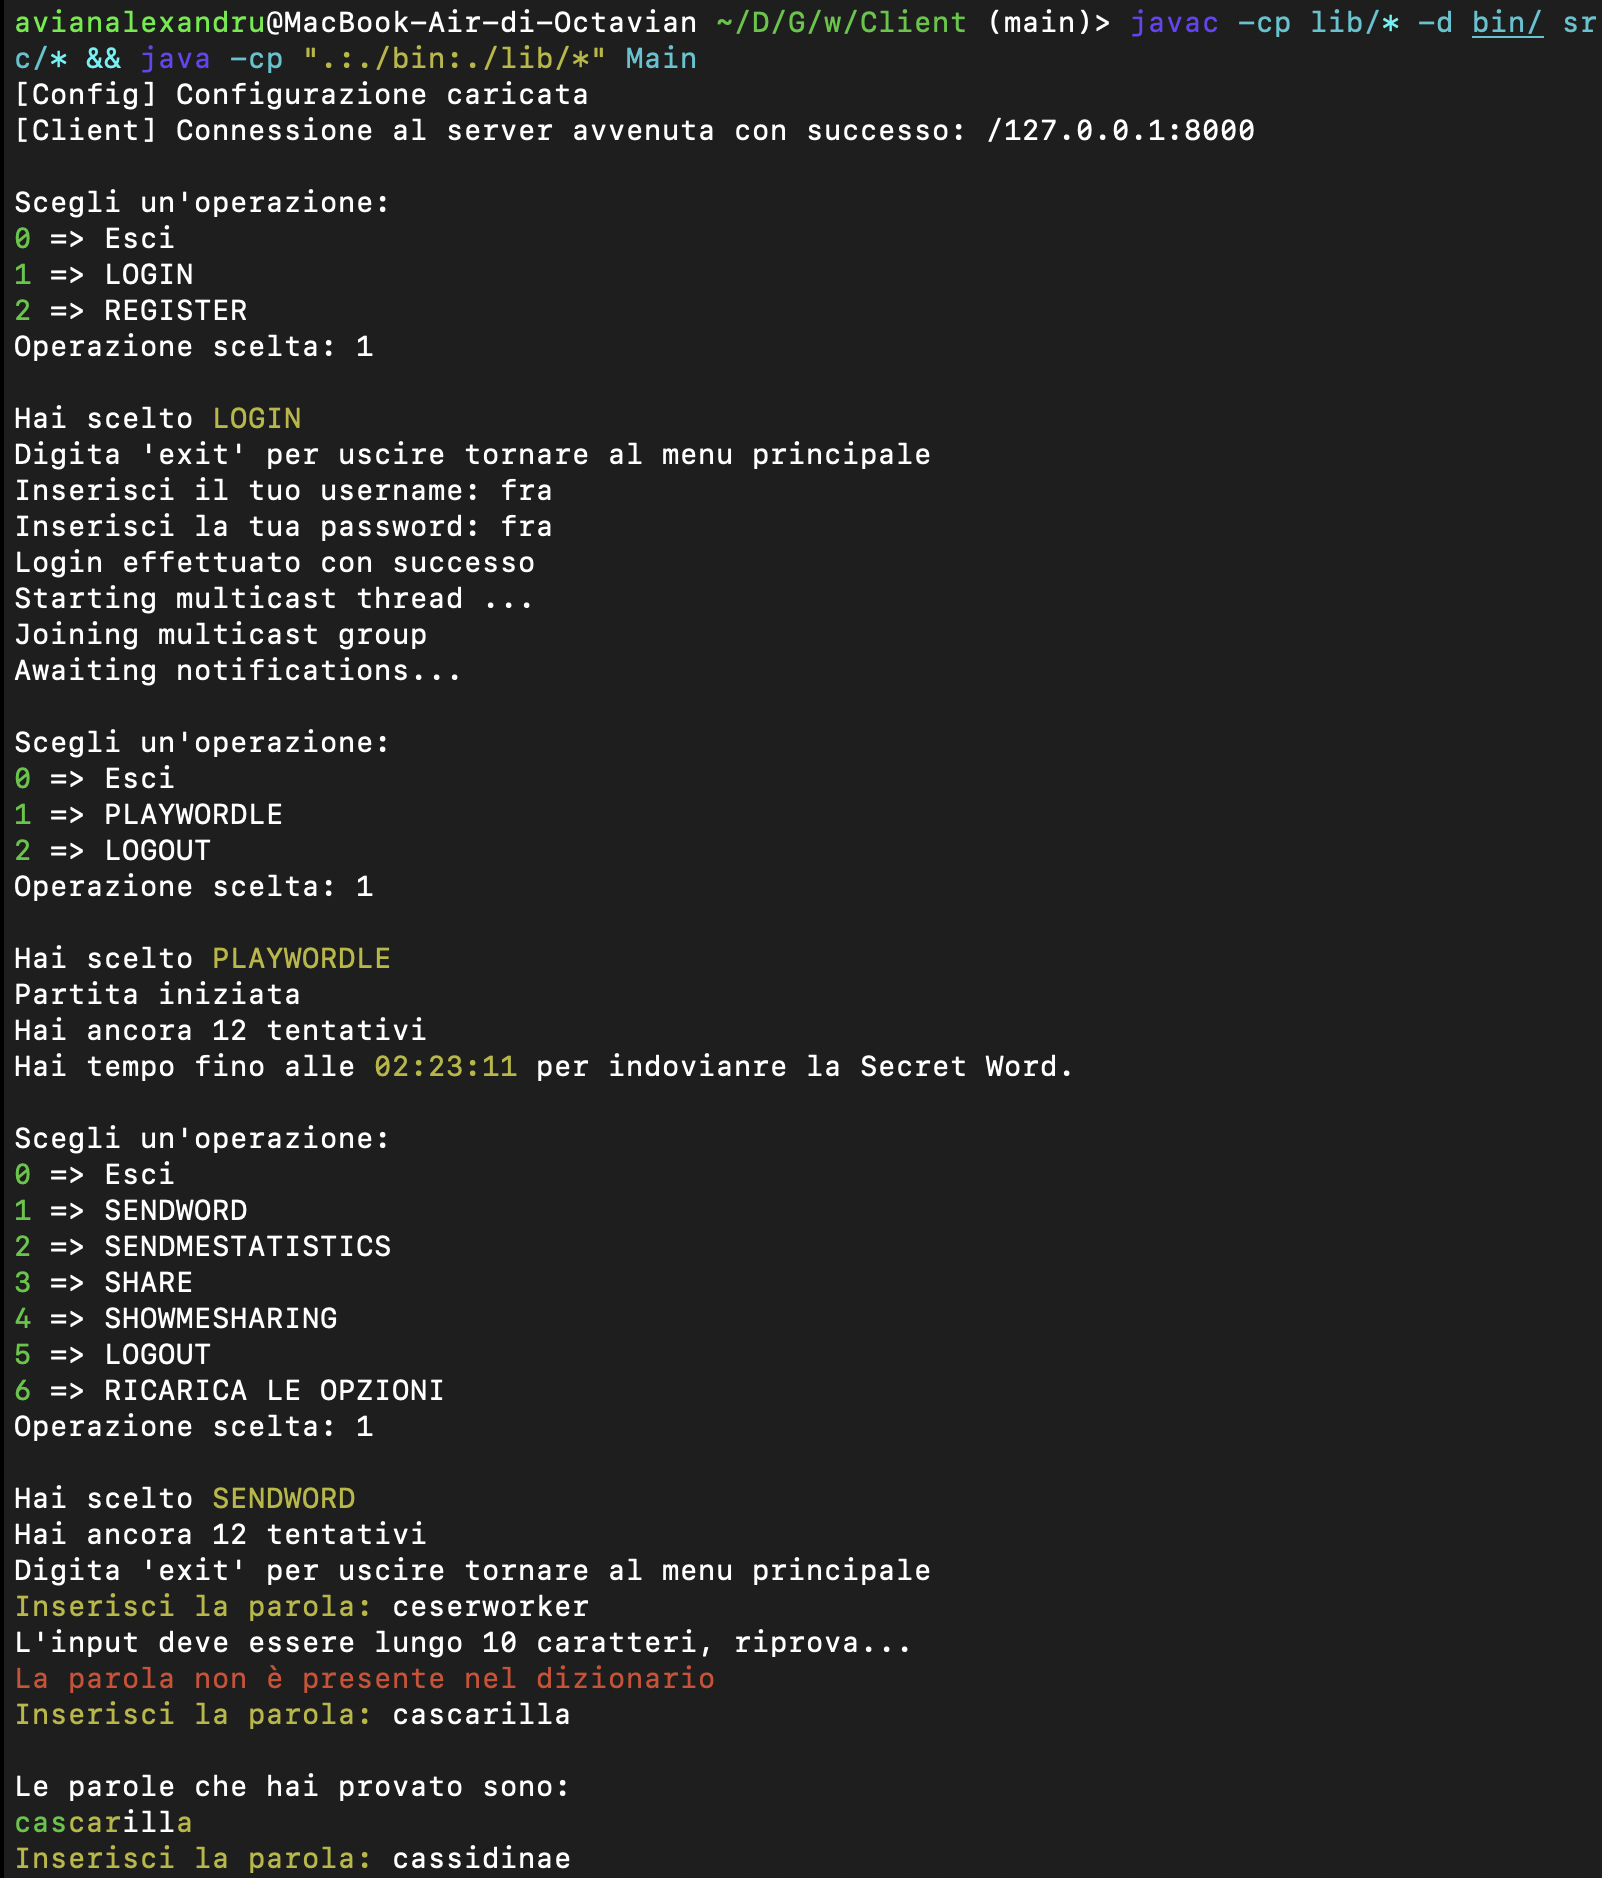 avianalexandru@MacBook-Air-di-Octavian ~/D/G/w/Client (main)> javac -cp lib/* -d bin/ sr
c/* && java -cp ".:./bin:./lib/*" Main
[Config] Configurazione caricata
[Client] Connessione al server avvenuta con successo: /127.0.0.1:8000
Scegli un'operazione:
0 => Esci
1 => LOGIN
2 => REGISTER
Operazione scelta: 1
Hai scelto LOGIN
Digita 'exit' per uscire tornare al menu principale
Inserisci il tuo username: fra
Inserisci la tua password: fra
Login effettuato con successo
Starting multicast thread ...
Joining multicast group
Awaiting notifications...
Scegli un'operazione:
0 => Esci
1 => PLAYWORDLE
2 => LOGOUT
Operazione scelta: 1
Hai scelto PLAYWORDLE
Partita iniziata
Hai ancora 12 tentativi
Hai tempo fino alle 02:23:11 per indovianre la Secret Word.
Scegli un'operazione:
0 => Esci
1 => SENDWORD
2 => SENDMESTATISTICS
3 => SHARE
4 => SHOWMESHARING
5 => LOGOUT
6 => RICARICA LE OPZIONI
Operazione scelta: 1
Hai scelto SENDWORD
Hai ancora 12 tentativi
Digita 'exit' per uscire tornare al menu principale
Inserisci la parola: ceserworker
L'input deve essere lungo 10 caratteri, riprova...
La parola non è presente nel dizionario
Inserisci la parola: cascarilla
Le parole che hai provato sono:
cascarilla
Inserisci la parola: cassidinae